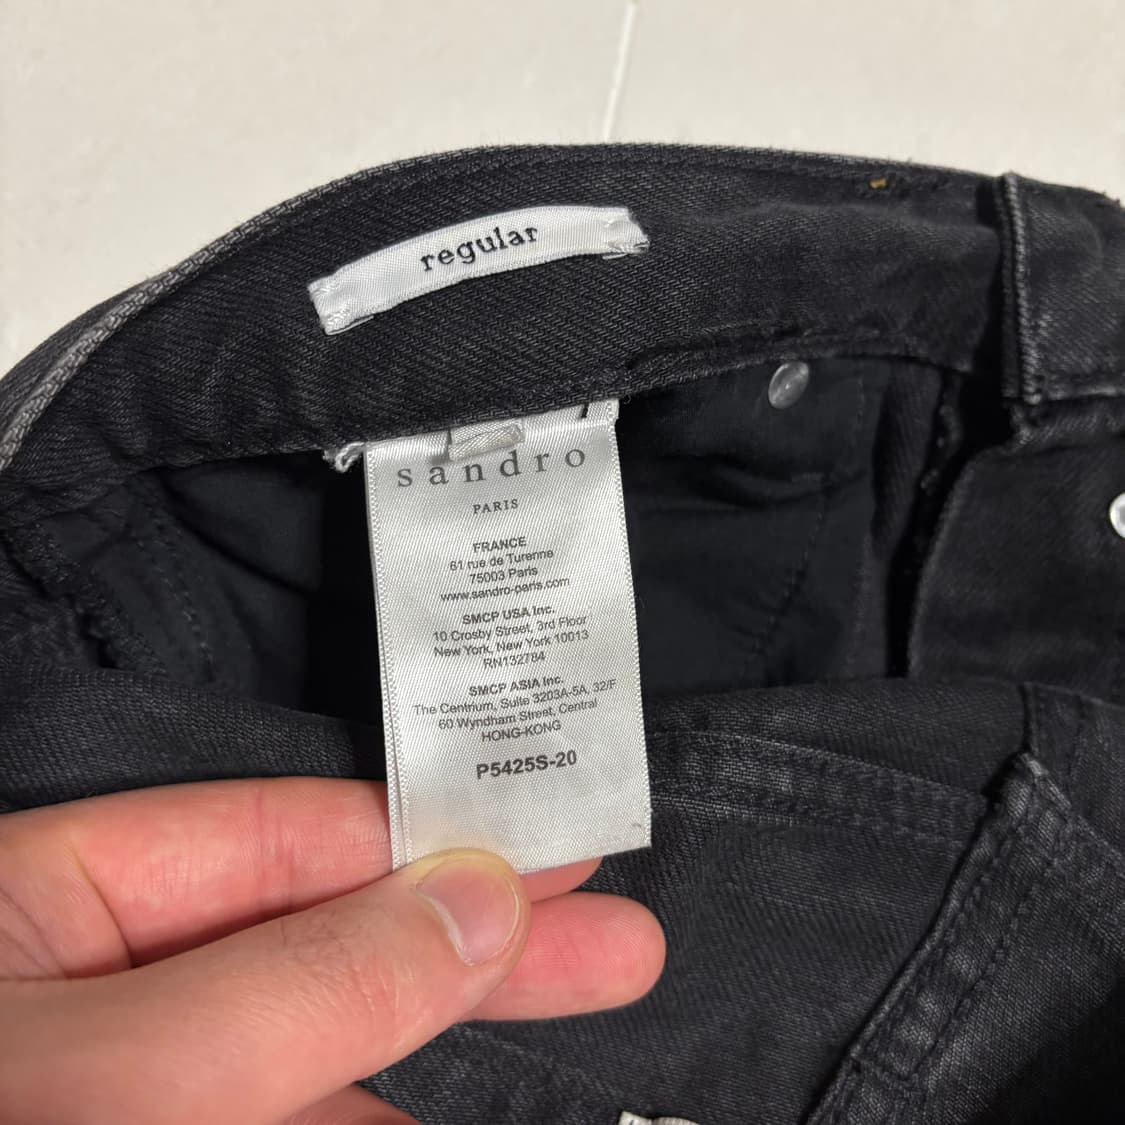 regular
sandro
PARIS
FRANCE
61 rue de Turenne
75003 Paris
www.sandro-paris.com
SMCP USA Inc.
10 Crosby Street, 3rd Floor
New York, New York 10013
RN132784
SMCP ASIA Inc.
The Centrium, Suite 3203A-5A, 32/F
60 Wyndham Street, Central
HONG-KONG
P5425S-20